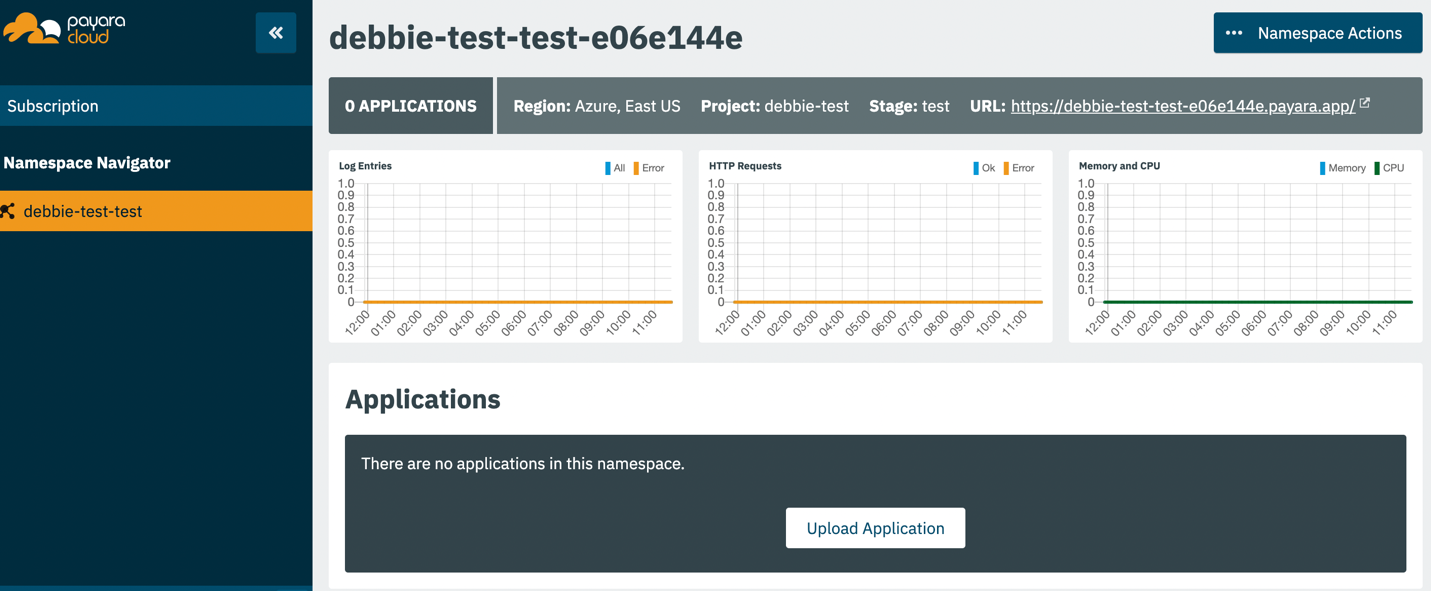 payara
cloud
Subscription
Namespace Navigator
debbie-test-test
debbie-test-test-e06e144e
Namespace Actions
0 APPLICATIONS
Region: Azure, East US Project: debbie-test Stage: test URL: https://debbie-test-test-e06e144e.payara.app/
Log Entries
All Error
1.0
0.9
0.8
0.7
0.6
0.5
0.4
0.3
0.2
0.1
0
12:00 01:00 02:00 03:00 04:00 05:00 06:00 07:00 08:00 09:00 10:00 11:00
HTTP Requests
Ok Error
1.0
0.9
0.8
0.7
0.6
0.5
0.4
0.3
0.2
0.1
0
12:00 01:00 02:00 03:00 04:00 05:00 06:00 07:00 08:00 09:00 10:00 11:00
Memory and CPU
Memory CPU
1.0
0.9
0.8
0.7
0.6
0.5
0.4
0.3
0.2
0.1
0
12:00 01:00 02:00 03:00 04:00 05:00 06:00 07:00 08:00 09:00 10:00 11:00
Applications
There are no applications in this namespace.
Upload Application